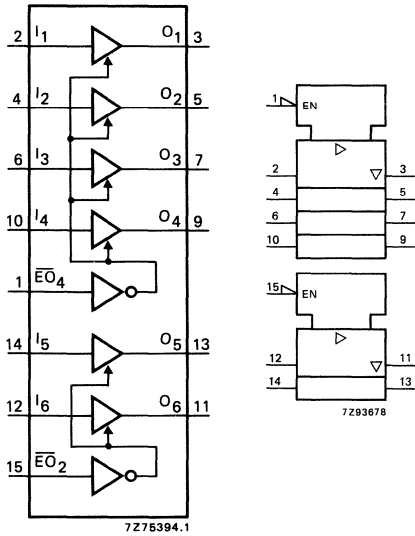 2 I1 O1 3
4 I2 O2 5
6 I3 O3 7
10 I4 O4 9
1 EO4
14 I5 O5 13
12 I6 O6 11
15 EO2
7Z75394.1
1 EN
2 3
4 5
6 7
10 9
15 EN
12 11
14 13
7Z93678